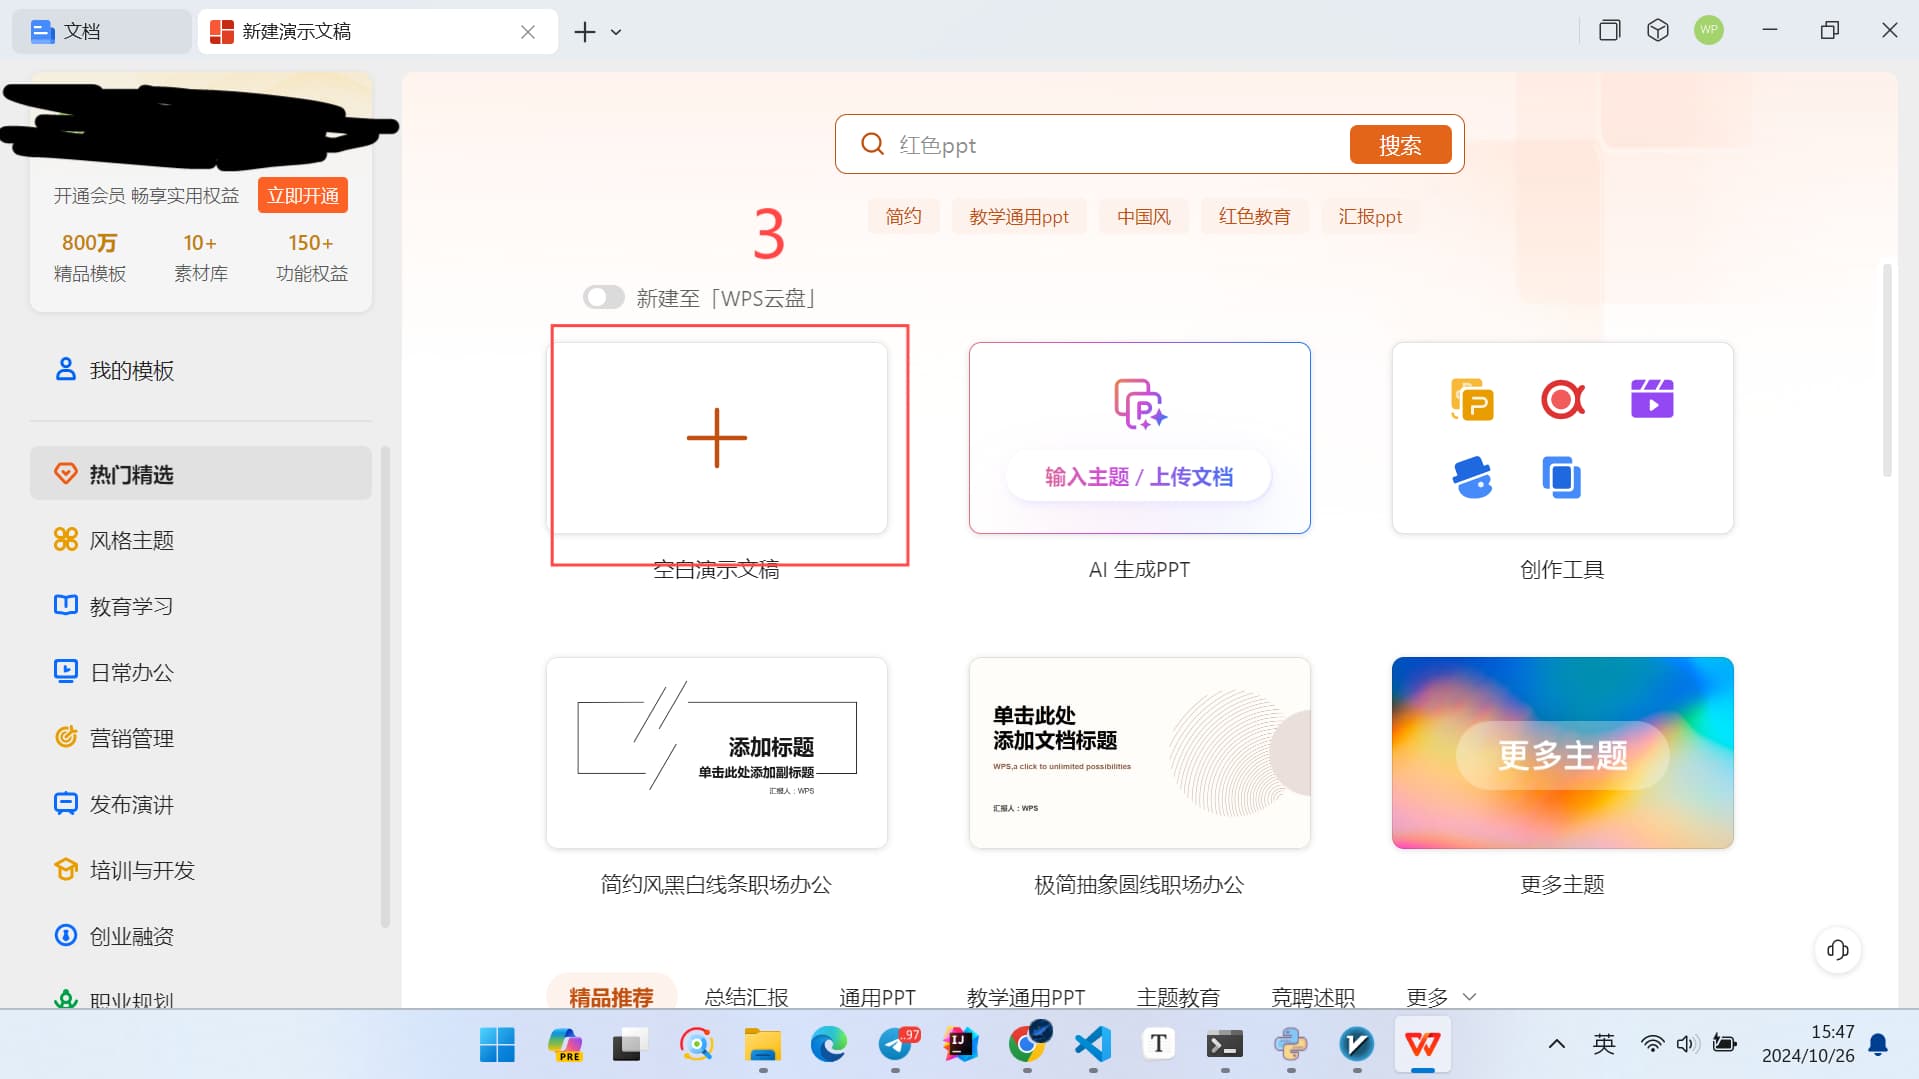 文档
新建演示文稿
WP
红色ppt
搜索
开通会员 畅享实用权益
立即开通
800万
10+
150+
精品模板
素材库
功能权益
简约
教学通用ppt
中国风
红色教育
汇报ppt
3
新建至「WPS云盘」
我的模板
热门精选
风格主题
教育学习
日常办公
营销管理
发布演讲
培训与开发
创业融资
职业规划
输入主题 / 上传文档
空白演示文稿
AI 生成PPT
创作工具
添加标题
单击此处添加副标题
汇报人：WPS
单击此处
添加文档标题
WPS,a click to unlimited possibilities
汇报人：WPS
更多主题
简约风黑白线条职场办公
极简抽象圆线职场办公
更多主题
精品推荐
总结汇报
通用PPT
教学通用PPT
主题教育
竞聘述职
更多
PRE
..97
IJ
T
英
15:47
2024/10/26